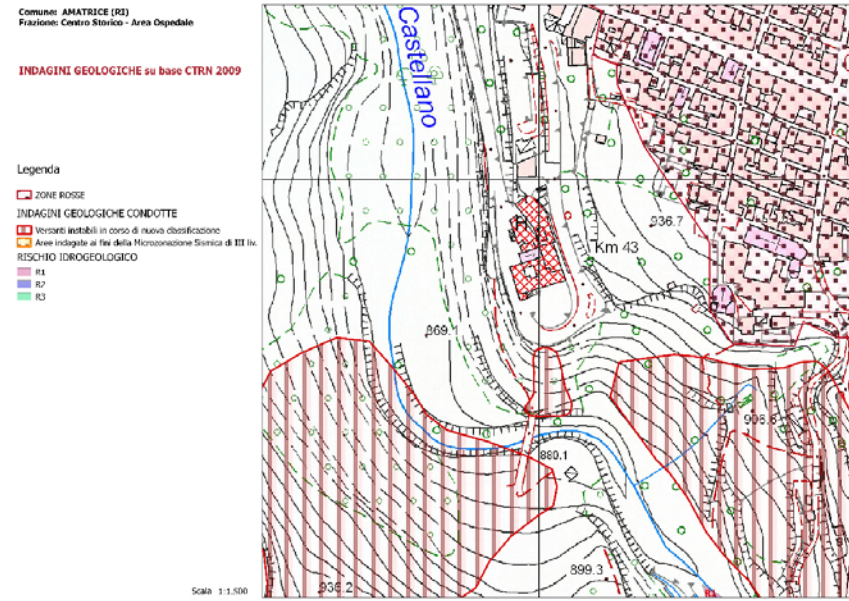 Comune: AMATRICE (RI)
Frazione: Centro Storico - Area Ospedale
INDAGINI GEOLOGICHE su base CTRN 2009
Legenda
ZONE ROSSE
INDAGINI GEOLOGICHE CONDOTTE
Versanti instabili in corso di nuova classificazione
Aree indagate ai fini della Microzonazione Sismica di III liv.
RISCHIO IDROGEOLOGICO
R1
R2
R3
Scala 1:1.500
Castellano
936.7
Km 43
869.1
906.6
880.1
899.3
936.2